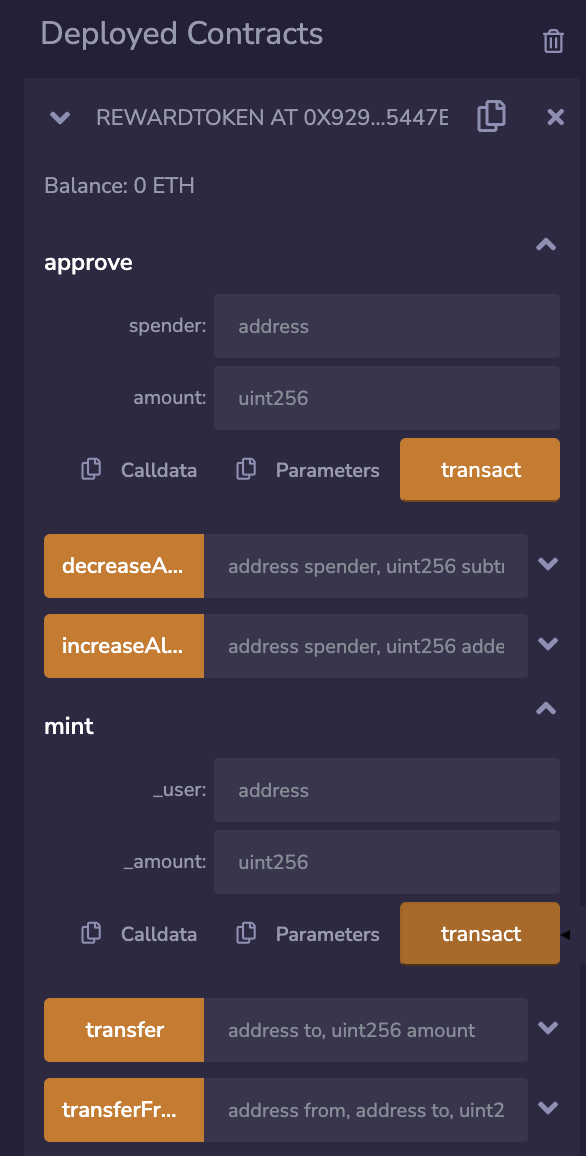 Deployed Contracts
REWARDTOKEN AT 0X929...5447E
Balance: 0 ETH
approve
spender: address
amount: uint256
Calldata Parameters transact
decreaseA... address spender, uint256 subtr
increaseAl... address spender, uint256 adde
mint
_user: address
_amount: uint256
Calldata Parameters transact
transfer address to, uint256 amount
transferFr... address from, address to, uint2